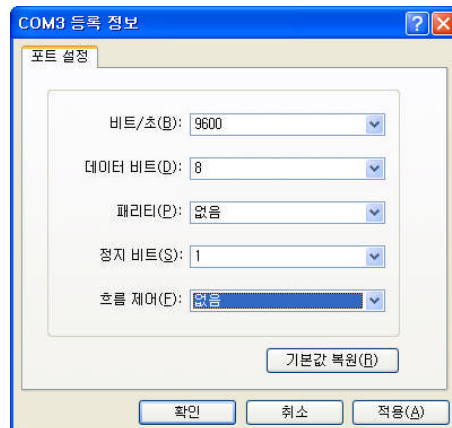 COM3 등록 정보
포트 설정
비트/초(B): 9600
데이터 비트(D): 8
패리티(P): 없음
정지 비트(S): 1
흐름 제어(F): 없음
기본값 복원(R)
확인 취소 적용(A)